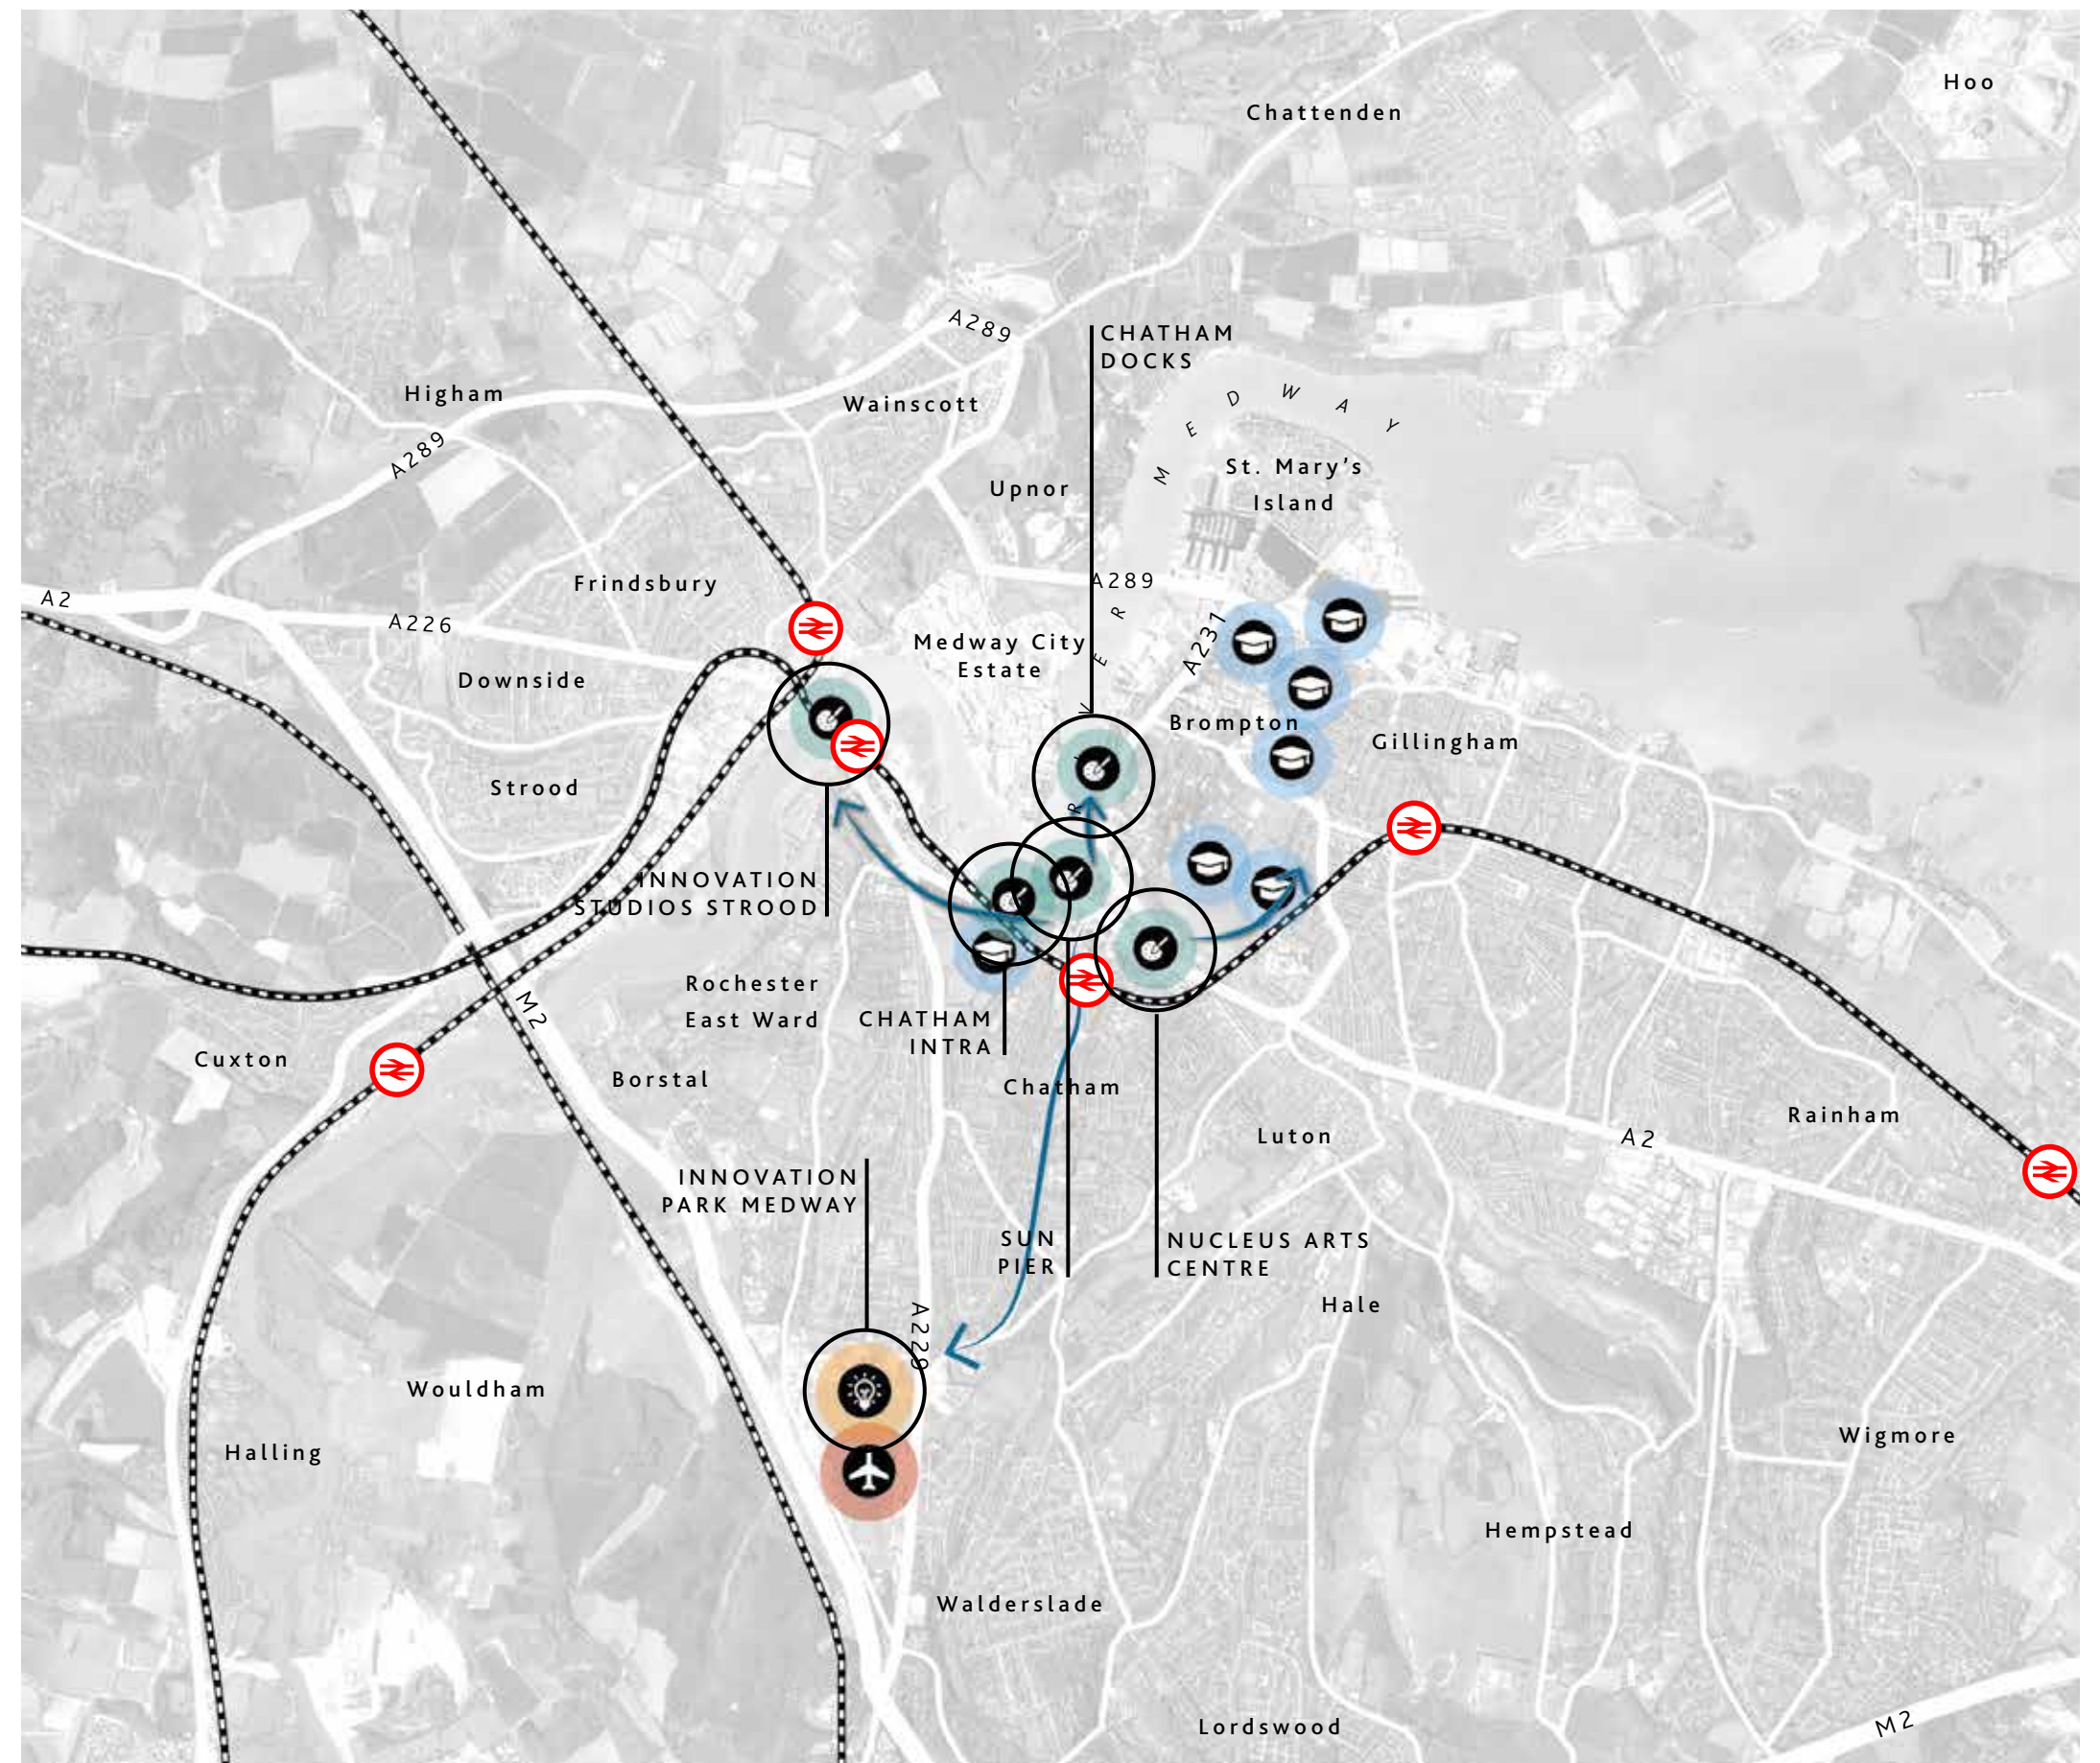 Hoo
Chattenden
A289
CHATHAM
DOCKS
Higham
Wainscott
MEDWAY
A289
St. Mary's
Island
Upnor
A289
Frindsbury
A2
A226
RIVER
A231
Medway City
Estate
Downside
Brompton
Gillingham
Strood
INNOVATION
STUDIOS STROOD
Rochester
East Ward
M2
CHATHAM
INTRA
Cuxton
Borstal
Chatham
Rainham
Luton
A2
INNOVATION
PARK MEDWAY
SUN
PIER
NUCLEUS ARTS
CENTRE
Hale
A229
Wouldham
Halling
Wigmore
Hempstead
Walderslade
Lordswood
M2